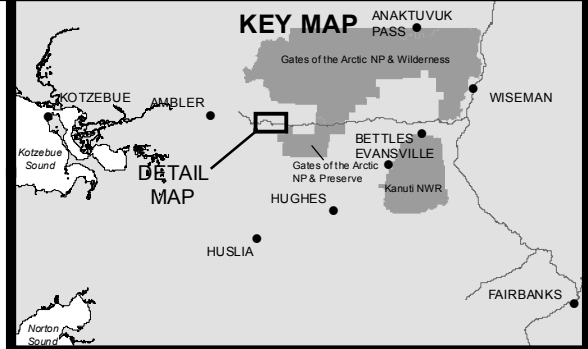 KEY MAP
ANAKTUVUK
PASS
Gates of the Arctic NP & Wilderness
KOTZEBUE
AMBLER
WISEMAN
Kotzebue
Sound
BETTLES
EVANSVILLE
DETAIL
MAP
Gates of the Arctic
NP & Preserve
Kanuti NWR
HUGHES
HUSLIA
FAIRBANKS
Norton
Sound